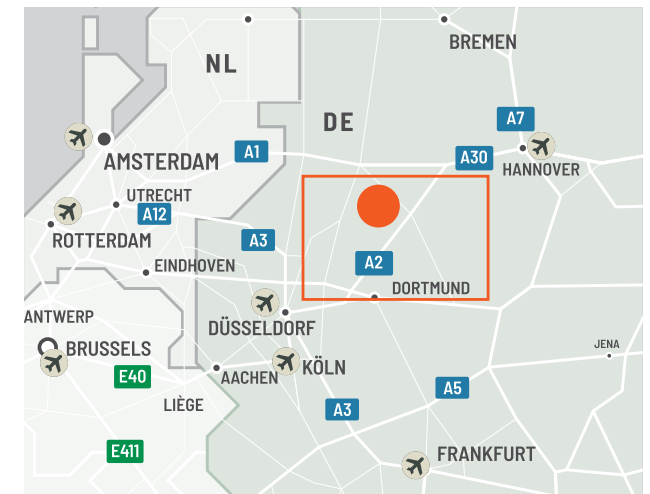 BREMEN
NL
DE
A7
AMSTERDAM
A1
A30
HANNOVER
UTRECHT
A12
ROTTERDAM
A3
A2
EINDHOVEN
DORTMUND
ANTWERP
DÜSSELDORF
JENA
BRUSSELS
KÖLN
AACHEN
E40
A5
LIÈGE
A3
E411
FRANKFURT